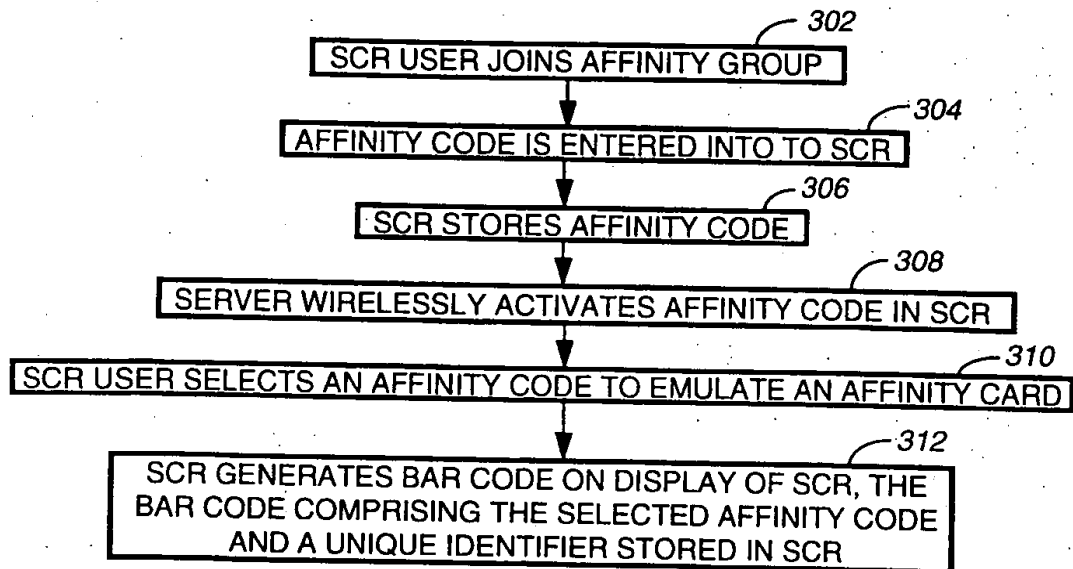 302
SCR USER JOINS AFFINITY GROUP
304
AFFINITY CODE IS ENTERED INTO TO SCR
306
SCR STORES AFFINITY CODE
308
SERVER WIRELESSLY ACTIVATES AFFINITY CODE IN SCR
310
SCR USER SELECTS AN AFFINITY CODE TO EMULATE AN AFFINITY CARD
312
SCR GENERATES BAR CODE ON DISPLAY OF SCR, THE
BAR CODE COMPRISING THE SELECTED AFFINITY CODE
AND A UNIQUE IDENTIFIER STORED IN SCR